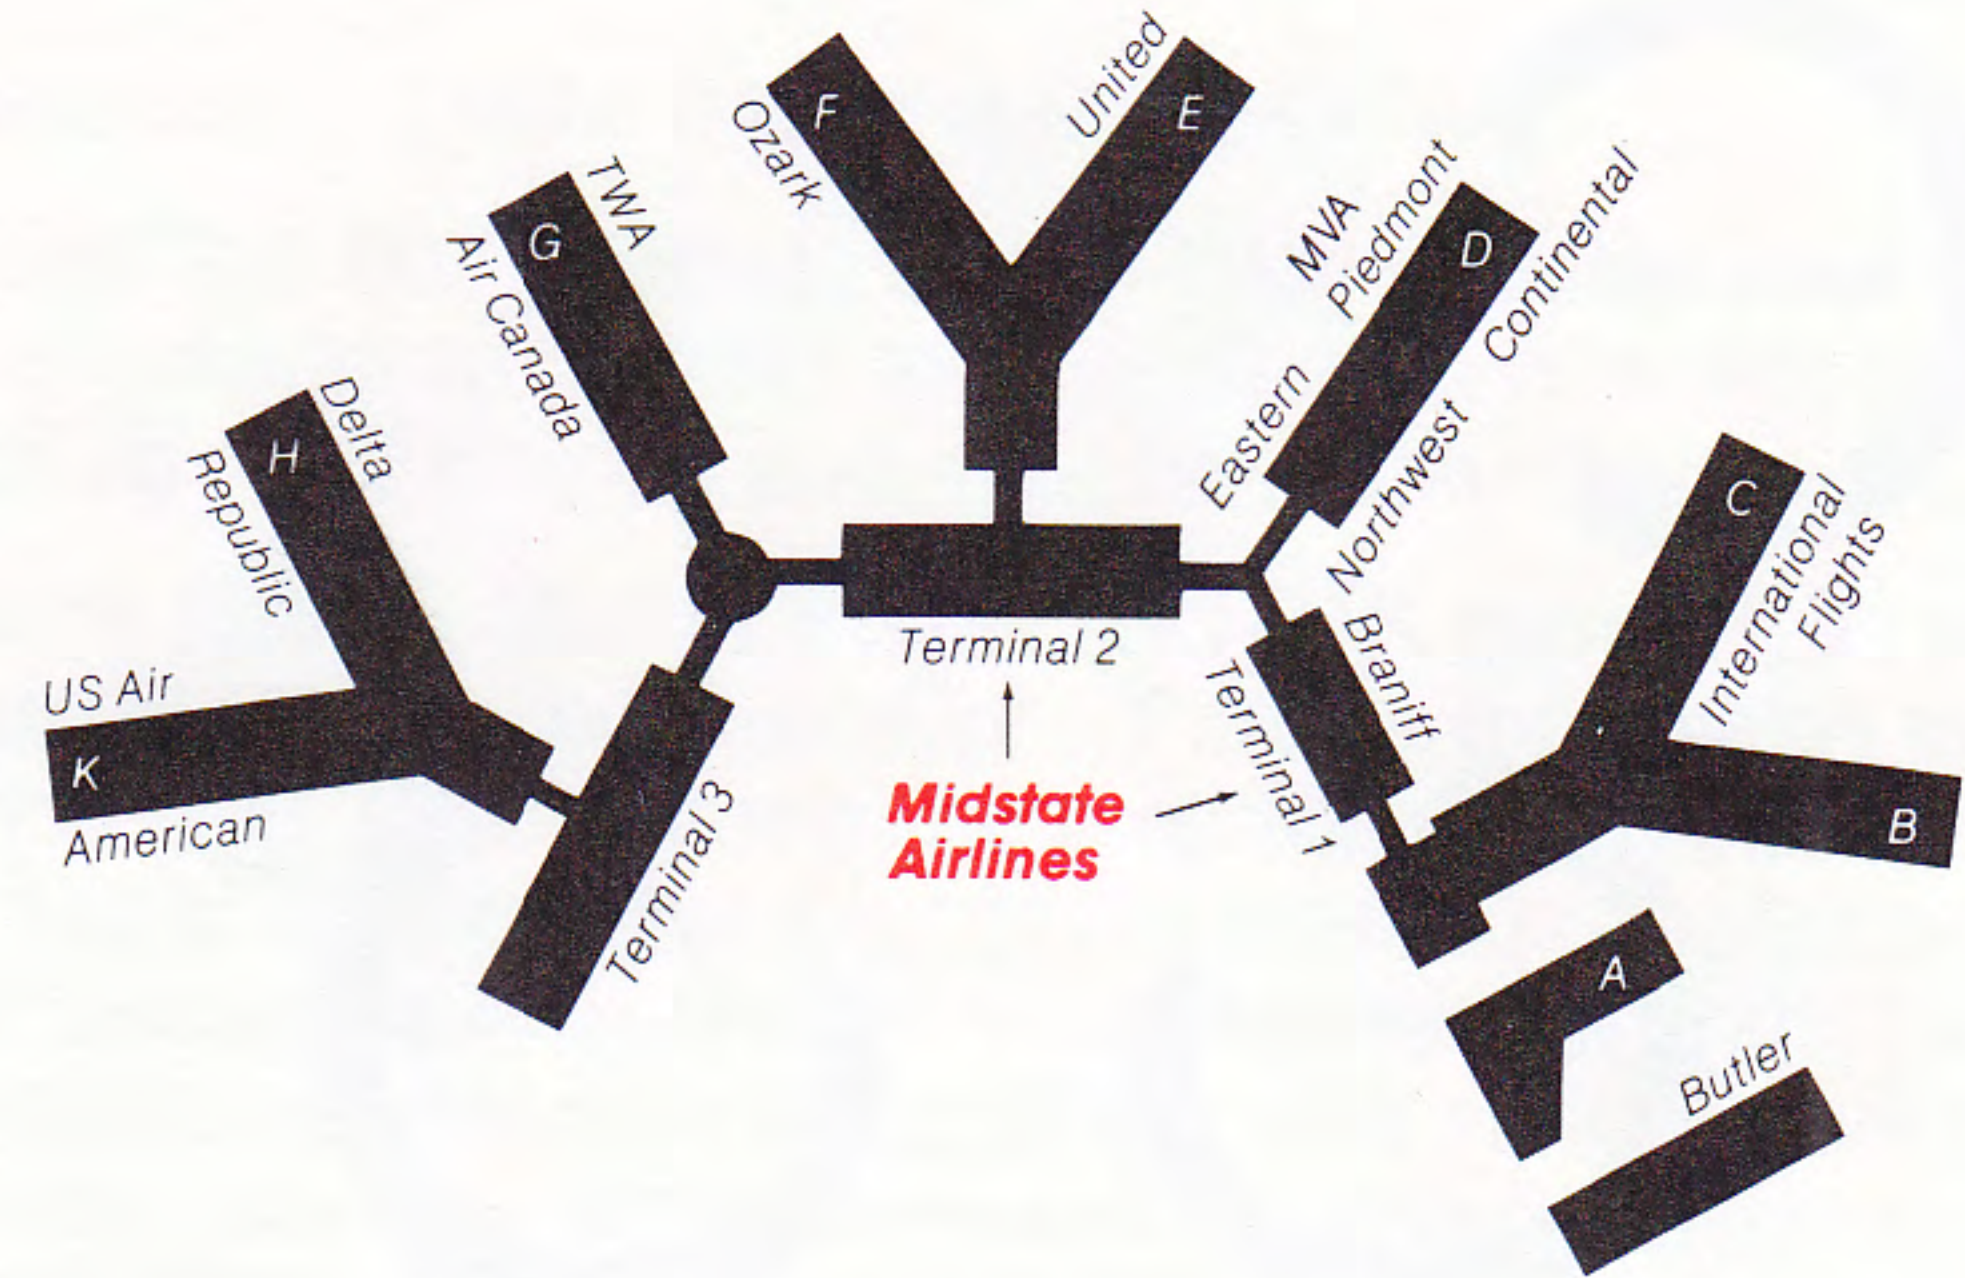 F
E
Ozark
United
G
TWA
Air Canada
D
MVA
Piedmont
Continental
Eastern
Northwest
H
Delta
Republic
C
International
Flights
US Air
K
American
Terminal 2
Terminal 3
Terminal 1
Braniff
Midstate
Airlines
B
A
Butler